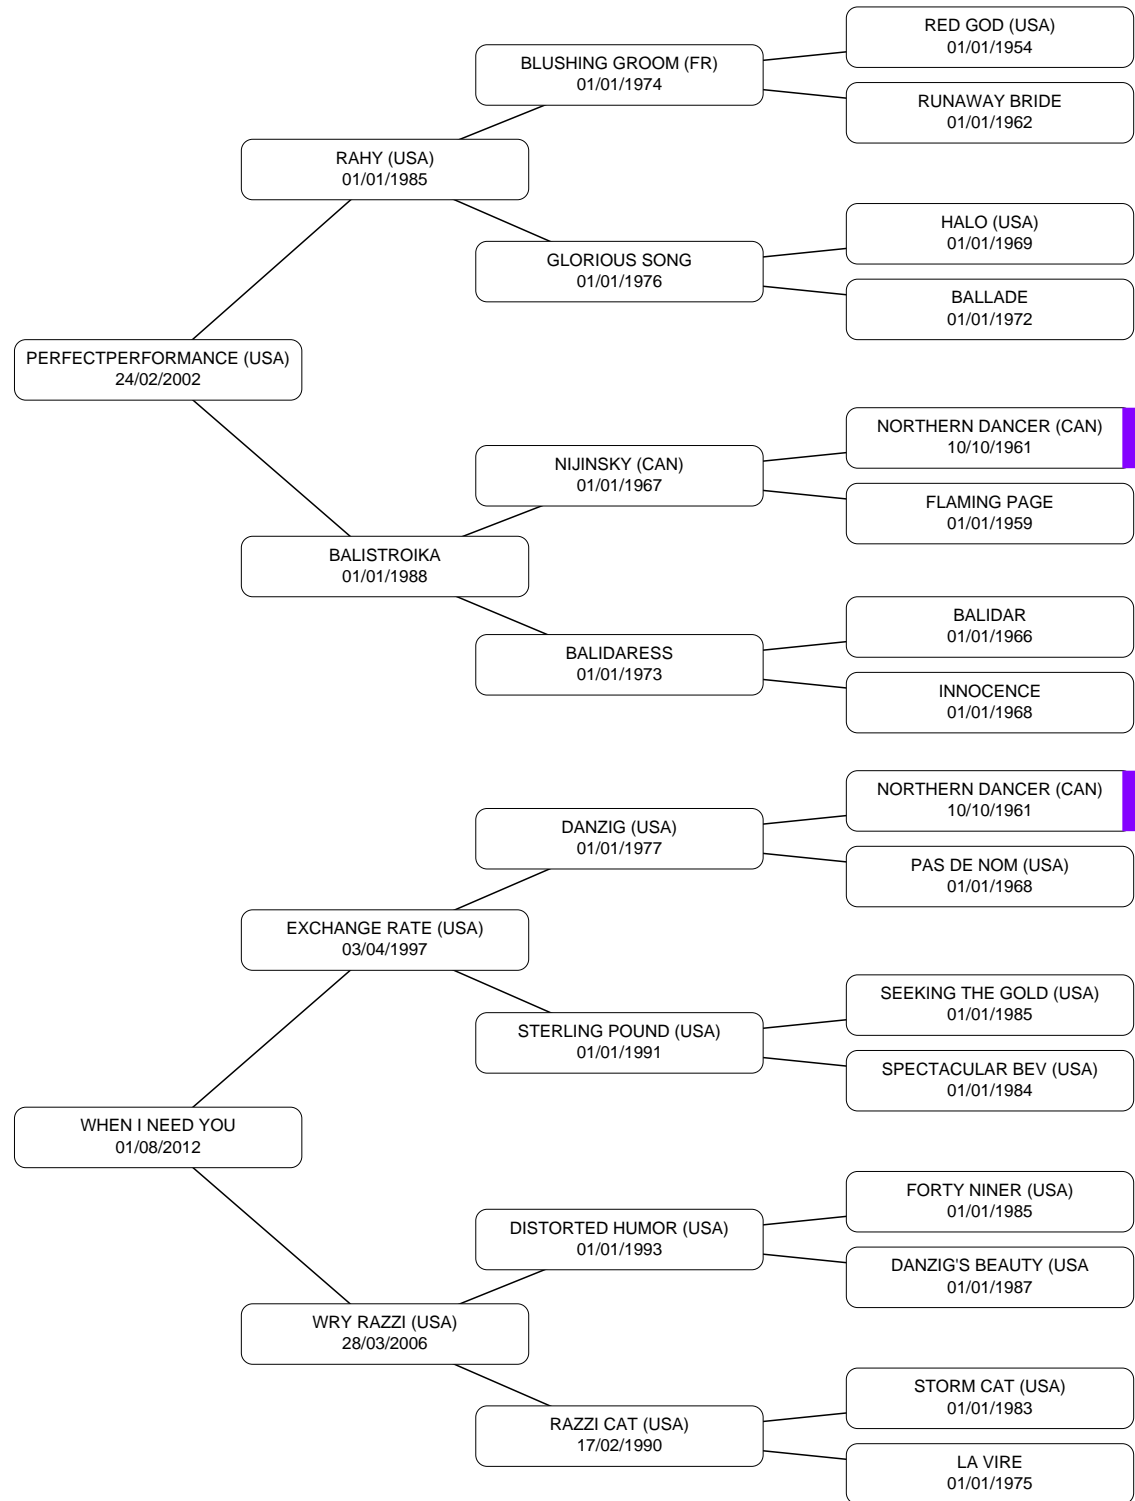 RED GOD (USA)
01/01/1954
BLUSHING GROOM (FR)
01/01/1974
RUNAWAY BRIDE
01/01/1962
RAHY (USA)
01/01/1985
HALO (USA)
01/01/1969
GLORIOUS SONG
01/01/1976
BALLADE
01/01/1972
PERFECTPERFORMANCE (USA)
24/02/2002
NORTHERN DANCER (CAN)
10/10/1961
NIJINSKY (CAN)
01/01/1967
FLAMING PAGE
01/01/1959
BALISTROIKA
01/01/1988
BALIDAR
01/01/1966
BALIDARESS
01/01/1973
INNOCENCE
01/01/1968
NORTHERN DANCER (CAN)
10/10/1961
DANZIG (USA)
01/01/1977
PAS DE NOM (USA)
01/01/1968
EXCHANGE RATE (USA)
03/04/1997
SEEKING THE GOLD (USA)
01/01/1985
STERLING POUND (USA)
01/01/1991
SPECTACULAR BEV (USA)
01/01/1984
WHEN I NEED YOU
01/08/2012
FORTY NINER (USA)
01/01/1985
DISTORTED HUMOR (USA)
01/01/1993
DANZIG'S BEAUTY (USA
01/01/1987
WRY RAZZI (USA)
28/03/2006
STORM CAT (USA)
01/01/1983
RAZZI CAT (USA)
17/02/1990
LA VIRE
01/01/1975